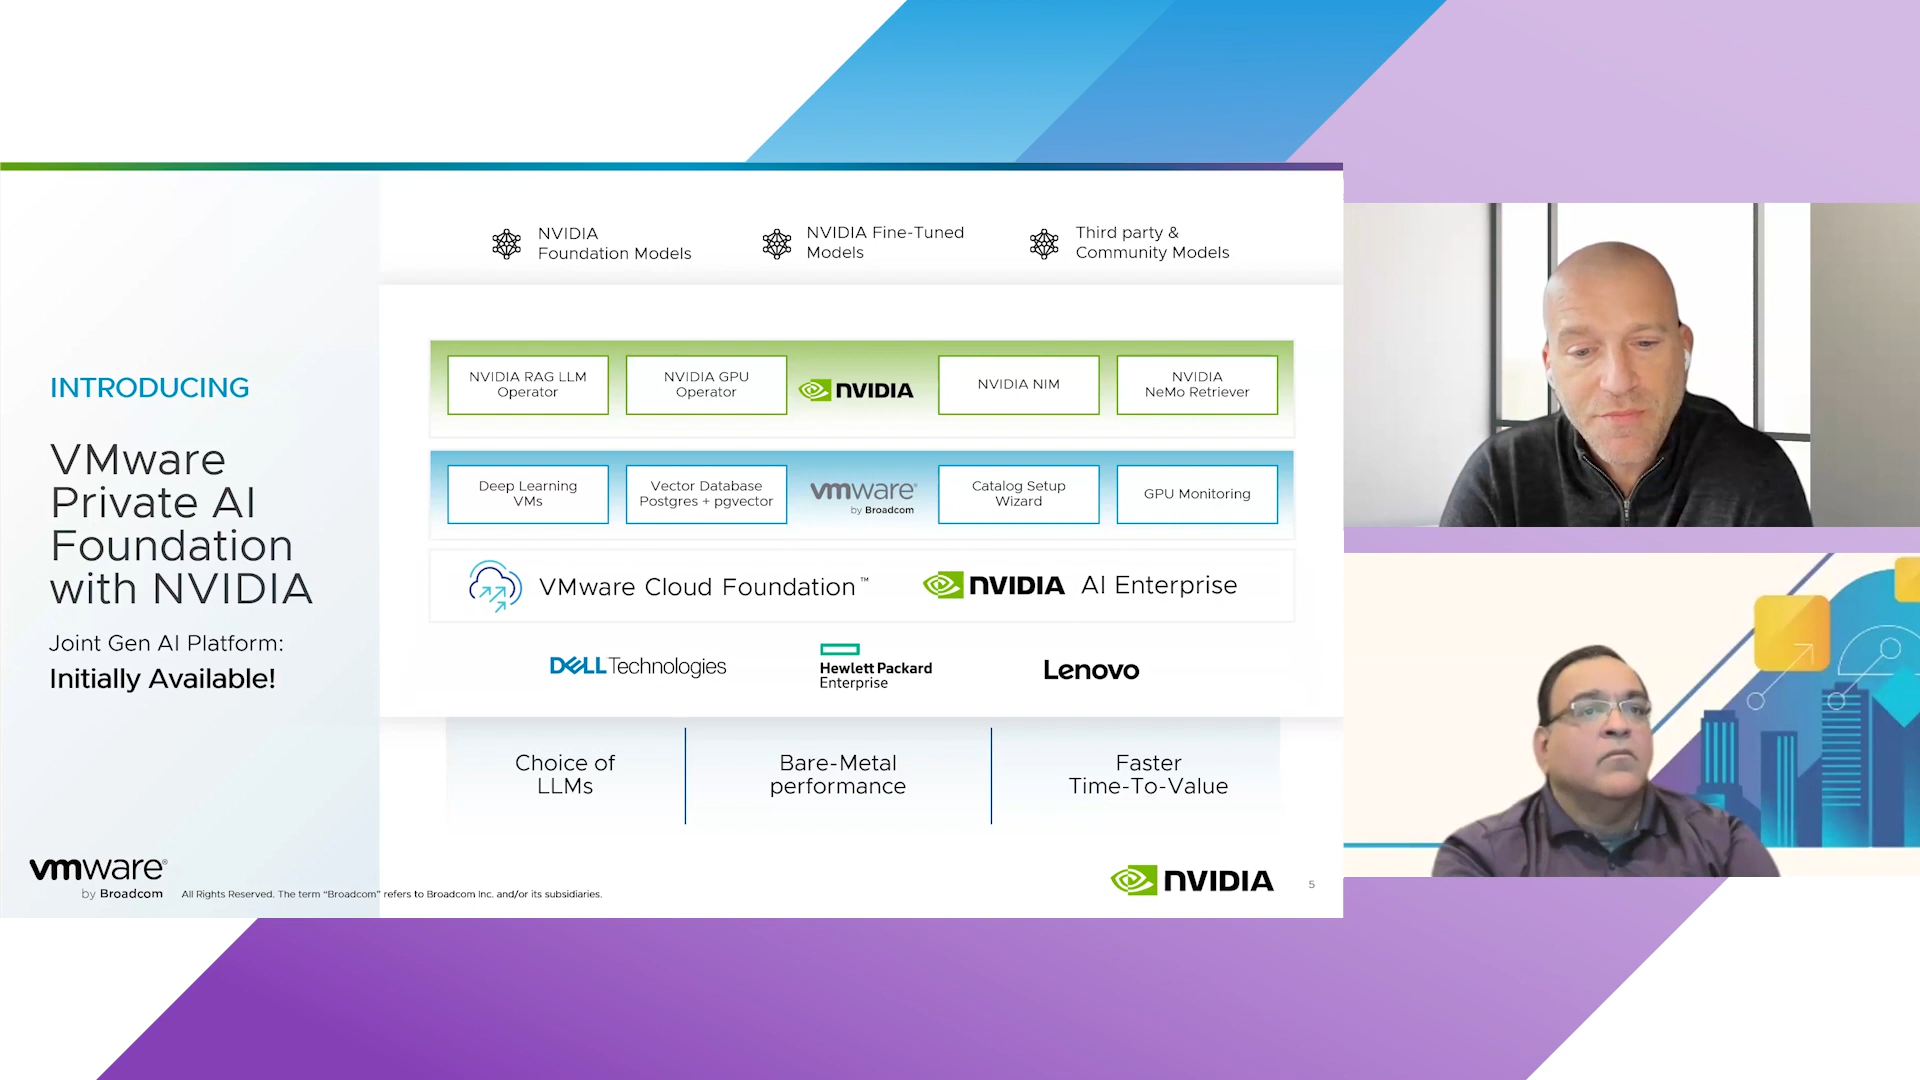 INTRODUCING
VMware
Private AI
Foundation
with NVIDIA
Joint Gen AI Platform:
Initially Available!
NVIDIA
Foundation Models
NVIDIA Fine-Tuned
Models
Third party &
Community Models
NVIDIA RAG LLM
Operator
NVIDIA GPU
Operator
NVIDIA
NVIDIA NIM
NVIDIA
NeMo Retriever
Deep Learning
VMs
Vector Database
Postgres + pgvector
vmware®
by Broadcom
Catalog Setup
Wizard
GPU Monitoring
VMware Cloud Foundation™
NVIDIA AI Enterprise
DELL Technologies
Hewlett Packard
Enterprise
Lenovo
Choice of
LLMs
Bare-Metal
performance
Faster
Time-To-Value
vmware®
by Broadcom
All Rights Reserved. The term “Broadcom” refers to Broadcom Inc. and/or its subsidiaries.
NVIDIA
5